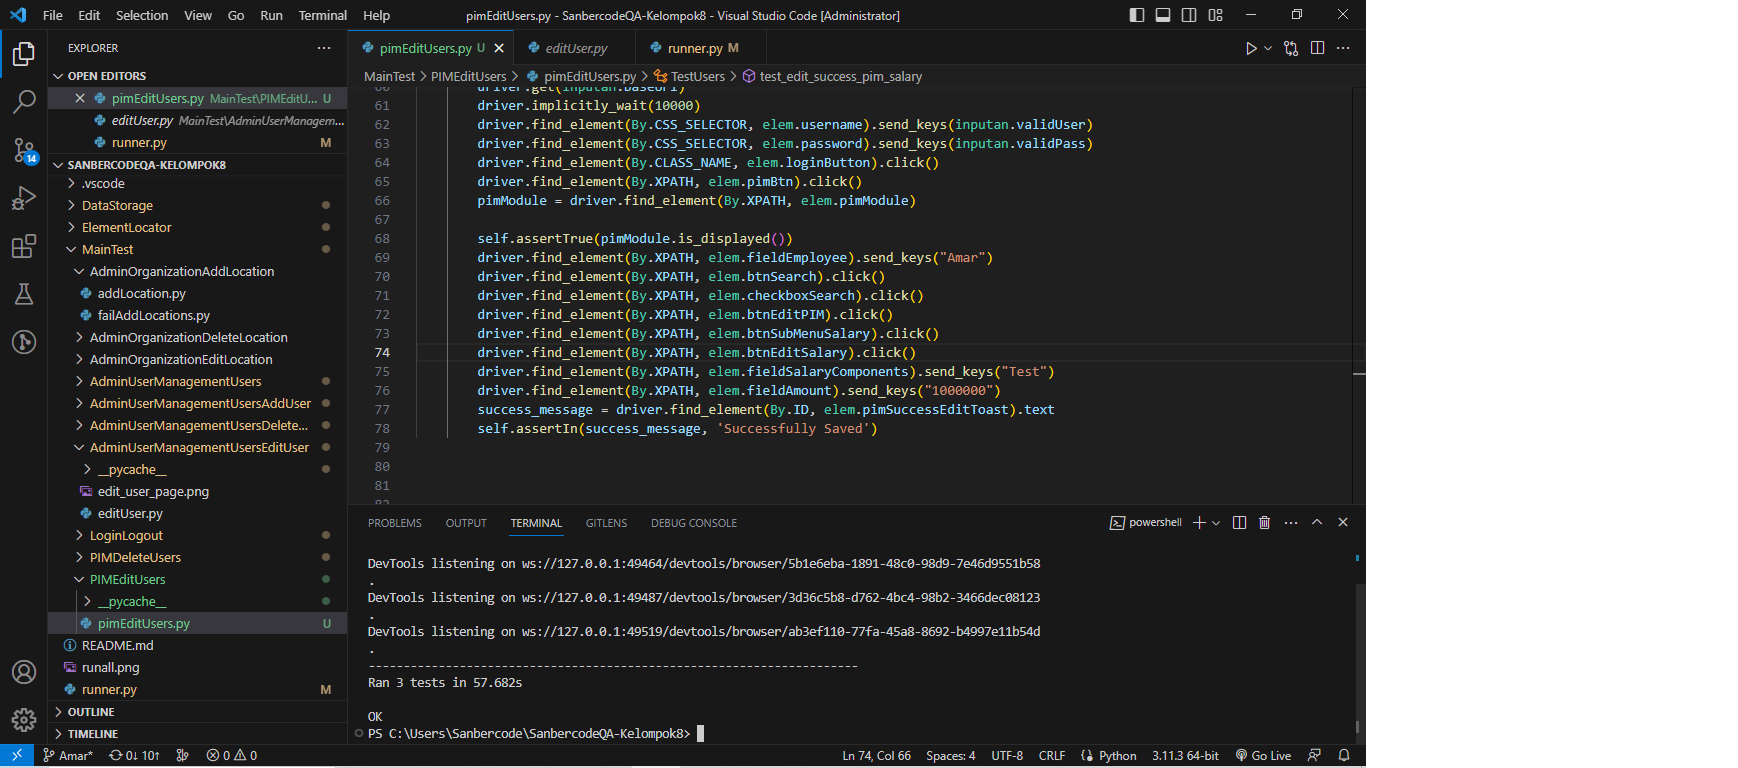 File Edit Selection View Go Run Terminal Help pimEditUsers.py - SanbercodeQA-Kelompok8 - Visual Studio Code [Administrator]
EXPLORER
OPEN EDITORS
pimEditUsers.py MainTest\PIMEditU... U
editUser.py MainTest\AdminUserManagem...
runner.py M
SANBERCODEQA-KELOMPOK8
.vscode
DataStorage
ElementLocator
MainTest
AdminOrganizationAddLocation
addLocation.py
failAddLocations.py
AdminOrganizationDeleteLocation
AdminOrganizationEditLocation
AdminUserManagementUsers
AdminUserManagementUsersAddUser
AdminUserManagementUsersDelete...
AdminUserManagementUsersEditUser
__pycache__
edit_user_page.png
editUser.py
LoginLogout
PIMDeleteUsers
PIMEditUsers
__pycache__
pimEditUsers.py U
README.md
runall.png
runner.py M
OUTLINE
TIMELINE
14
pimEditUsers.py U editUser.py runner.py M
MainTest > PIMEditUsers > pimEditUsers.py > TestUsers > test_edit_success_pim_salary
60 driver.get(inputan.baseUrl)
61 driver.implicitly_wait(10000)
62 driver.find_element(By.CSS_SELECTOR, elem.username).send_keys(inputan.validUser)
63 driver.find_element(By.CSS_SELECTOR, elem.password).send_keys(inputan.validPass)
64 driver.find_element(By.CLASS_NAME, elem.loginButton).click()
65 driver.find_element(By.XPATH, elem.pimBtn).click()
66 pimModule = driver.find_element(By.XPATH, elem.pimModule)
67
68 self.assertTrue(pimModule.is_displayed())
69 driver.find_element(By.XPATH, elem.fieldEmployee).send_keys("Amar")
70 driver.find_element(By.XPATH, elem.btnSearch).click()
71 driver.find_element(By.XPATH, elem.checkboxSearch).click()
72 driver.find_element(By.XPATH, elem.btnEditPIM).click()
73 driver.find_element(By.XPATH, elem.btnSubMenuSalary).click()
74 driver.find_element(By.XPATH, elem.btnEditSalary).click()
75 driver.find_element(By.XPATH, elem.fieldSalaryComponents).send_keys("Test")
76 driver.find_element(By.XPATH, elem.fieldAmount).send_keys("1000000")
77 success_message = driver.find_element(By.ID, elem.pimSuccessEditToast).text
78 self.assertIn(success_message, 'Successfully Saved')
79
80
81
82
PROBLEMS OUTPUT TERMINAL GITLENS DEBUG CONSOLE powershell
DevTools listening on ws://127.0.0.1:49464/devtools/browser/5b1e6eba-1891-48c0-98d9-7e46d9551b58
.
DevTools listening on ws://127.0.0.1:49487/devtools/browser/3d36c5b8-d762-4bc4-98b2-3466dec08123
.
DevTools listening on ws://127.0.0.1:49519/devtools/browser/ab3ef110-77fa-45a8-8692-b4997e11b54d
.
----------------------------------------------------------------------
Ran 3 tests in 57.682s
OK
PS C:\Users\Sanbercode\SanbercodeQA-Kelompok8>
Amar* 0↓ 10↑ 0 0 Ln 74, Col 66 Spaces: 4 UTF-8 CRLF Python 3.11.3 64-bit Go Live